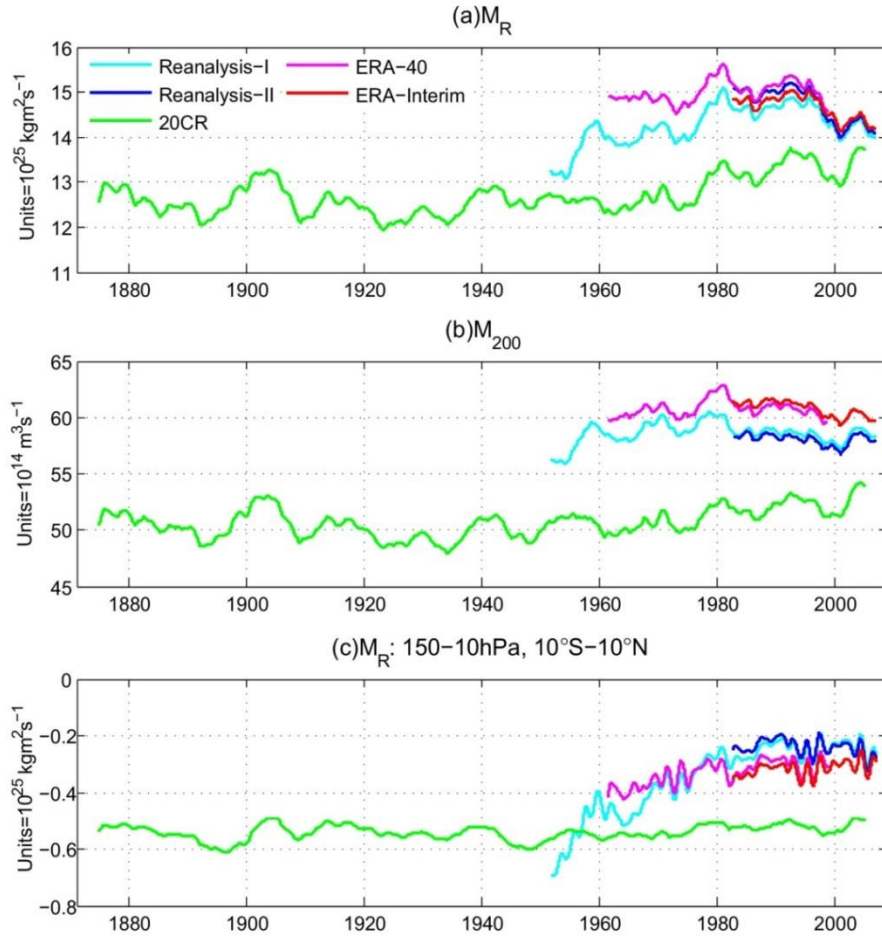 (a)M_R
16
15
14
13
12
11
Units=10^25 kgm^2s^−1
Reanalysis−I
Reanalysis−II
20CR
ERA−40
ERA−Interim
1880 1900 1920 1940 1960 1980 2000
(b)M_200
65
60
55
50
45
Units=10^14 m^3s^−1
1880 1900 1920 1940 1960 1980 2000
(c)M_R: 150−10hPa, 10°S−10°N
0
−0.2
−0.4
−0.6
−0.8
Units=10^25 kgm^2s^−1
1880 1900 1920 1940 1960 1980 2000